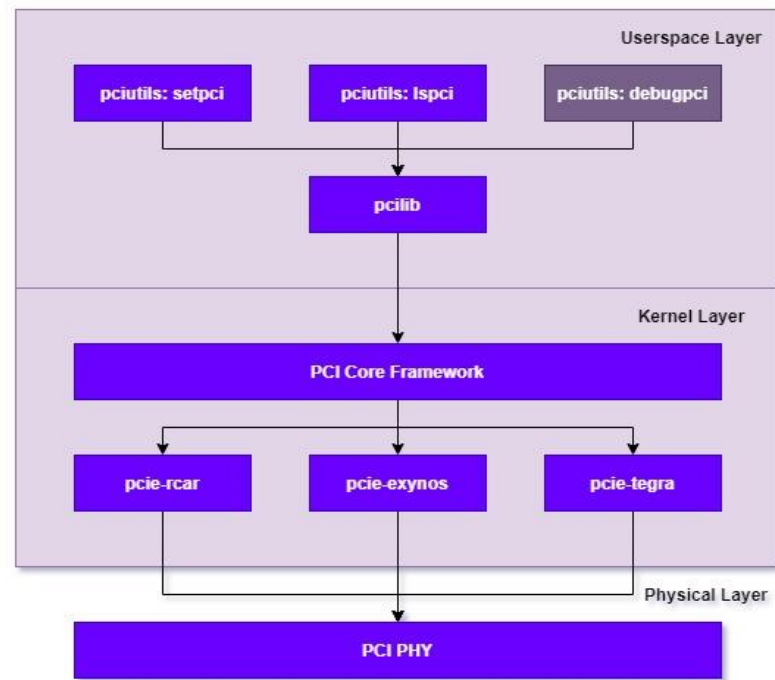 Userspace Layer
pciutils: setpci
pciutils: lspci
pciutils: debugpci
pcilib
Kernel Layer
PCI Core Framework
pcie-rcar
pcie-exynos
pcie-tegra
Physical Layer
PCI PHY